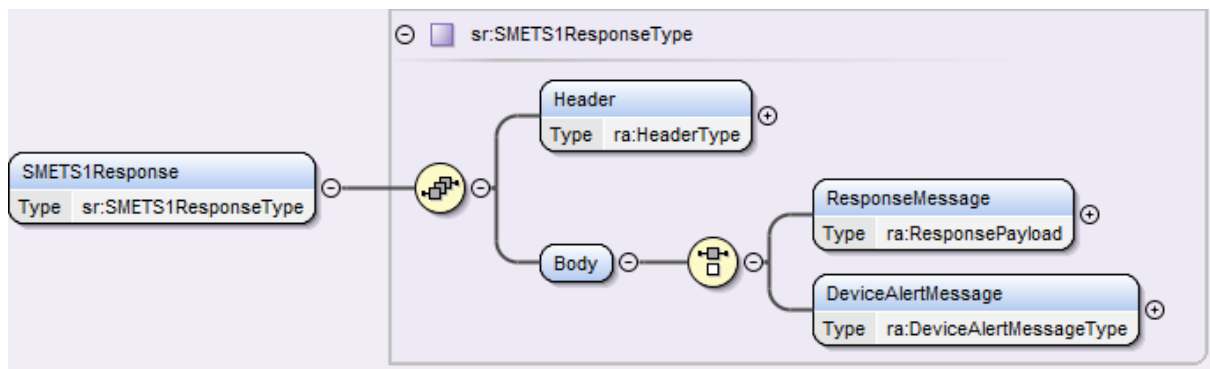 sr:SMETS1ResponseType
Header
Type ra:HeaderType
SMETS1Response
Type sr:SMETS1ResponseType
ResponseMessage
Type ra:ResponsePayload
Body
DeviceAlertMessage
Type ra:DeviceAlertMessageType